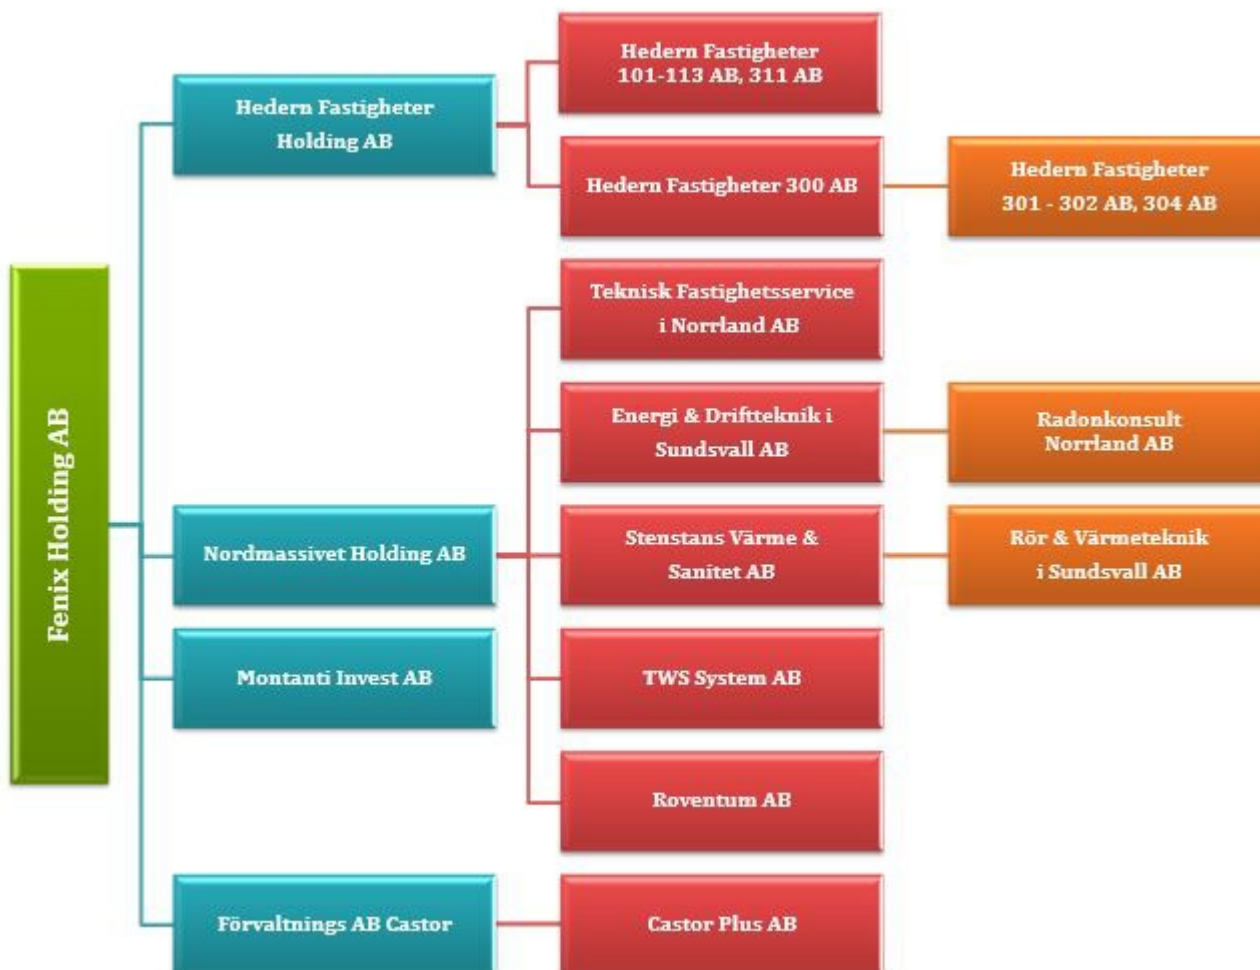 Fenix Holding AB
Hedern Fastigheter
Holding AB
Hedern Fastigheter
101-113 AB, 311 AB
Hedern Fastigheter 300 AB
Hedern Fastigheter
301 - 302 AB, 304 AB
Nordmassivet Holding AB
Teknisk Fastighetsservice
i Norrland AB
Energi & Driftteknik i
Sundsvall AB
Radonkonsult
Norrland AB
Stenstans Värme &
Sanitet AB
Rör & Värmeteknik
i Sundsvall AB
TWS System AB
Roventum AB
Montanti Invest AB
Förvaltnings AB Castor
Castor Plus AB